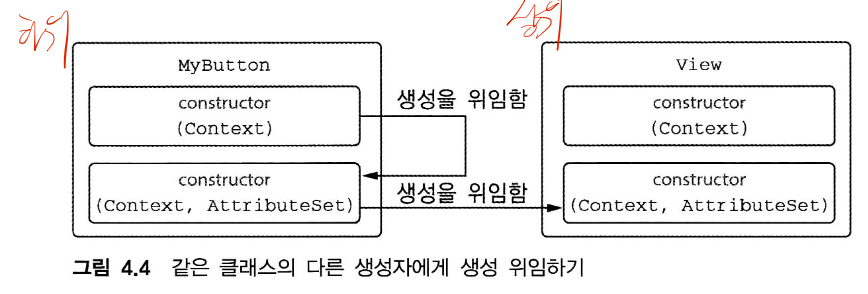 하위
상위
MyButton
constructor
(Context)
constructor
(Context, AttributeSet)
생성을 위임함
생성을 위임함
View
constructor
(Context)
constructor
(Context, AttributeSet)
그림 4.4 같은 클래스의 다른 생성자에게 생성 위임하기